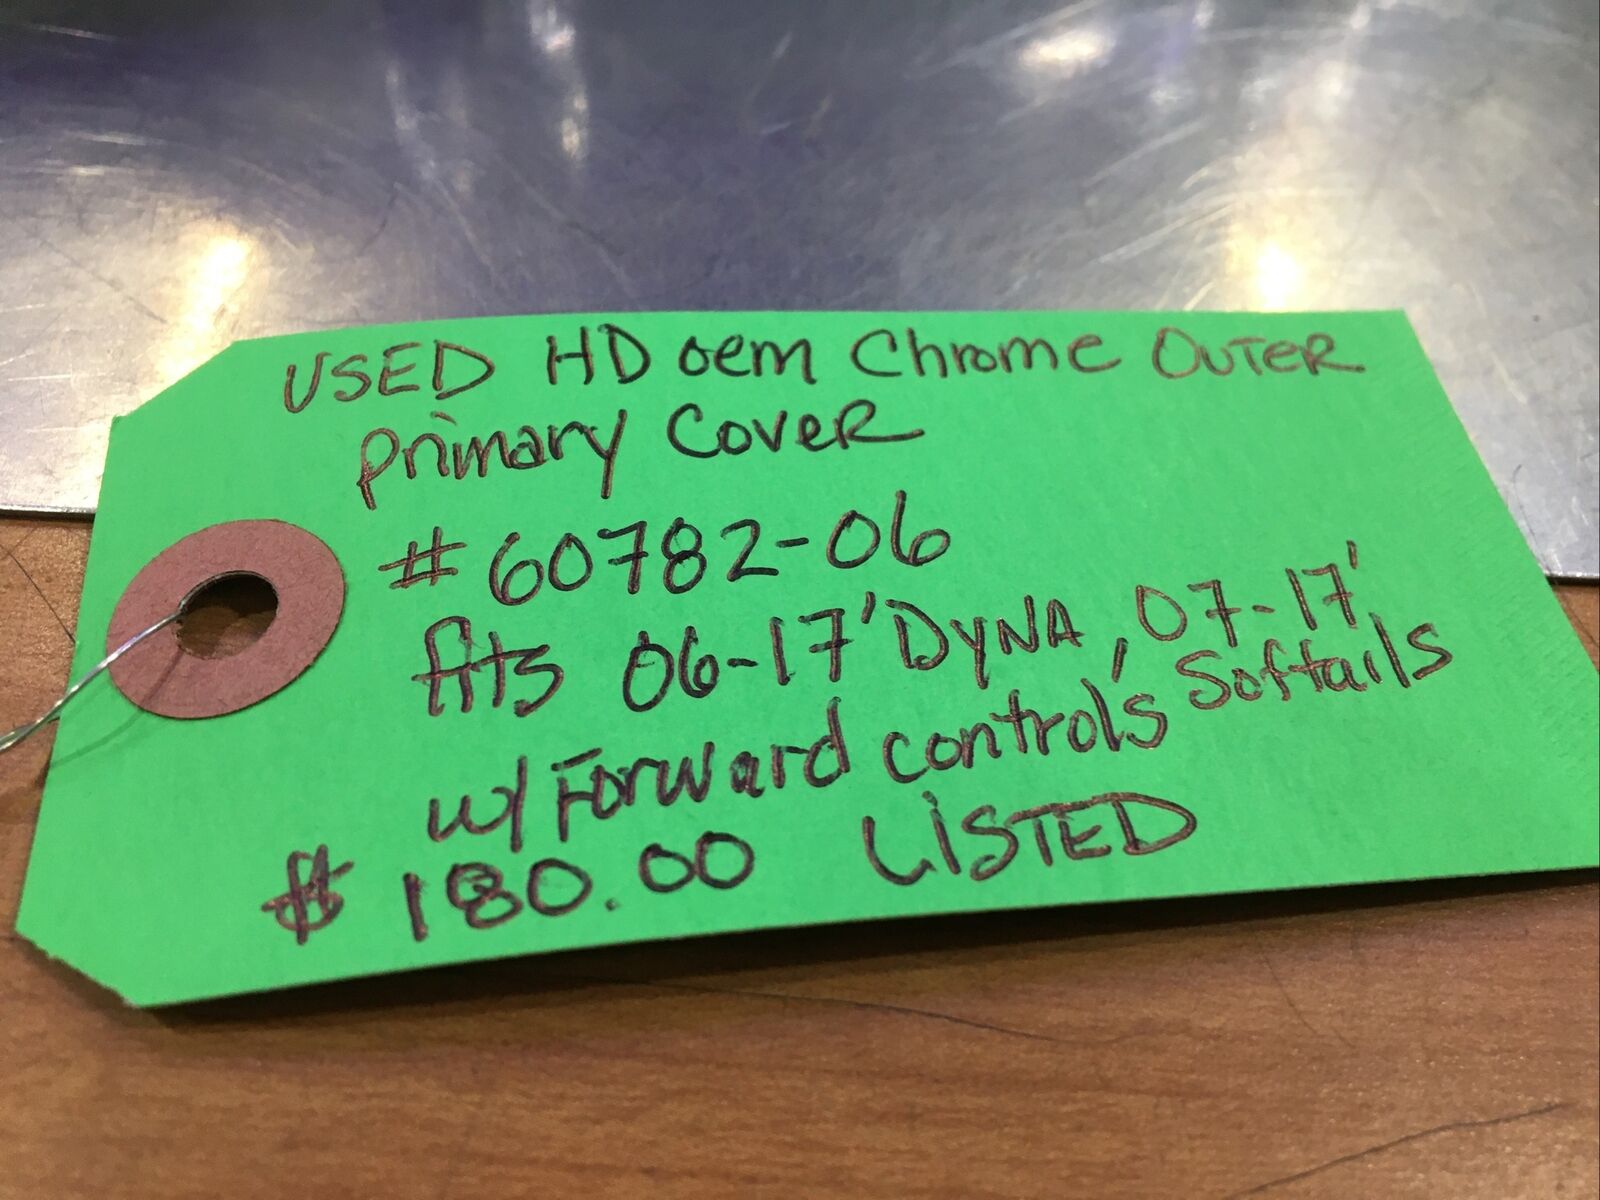 USED HD oem Chrome OUTER
primary COVER
#60782-06
fits 06-17' DyNA, 07-17'
w/ Forward controls Softails
$180.00 LiSTED